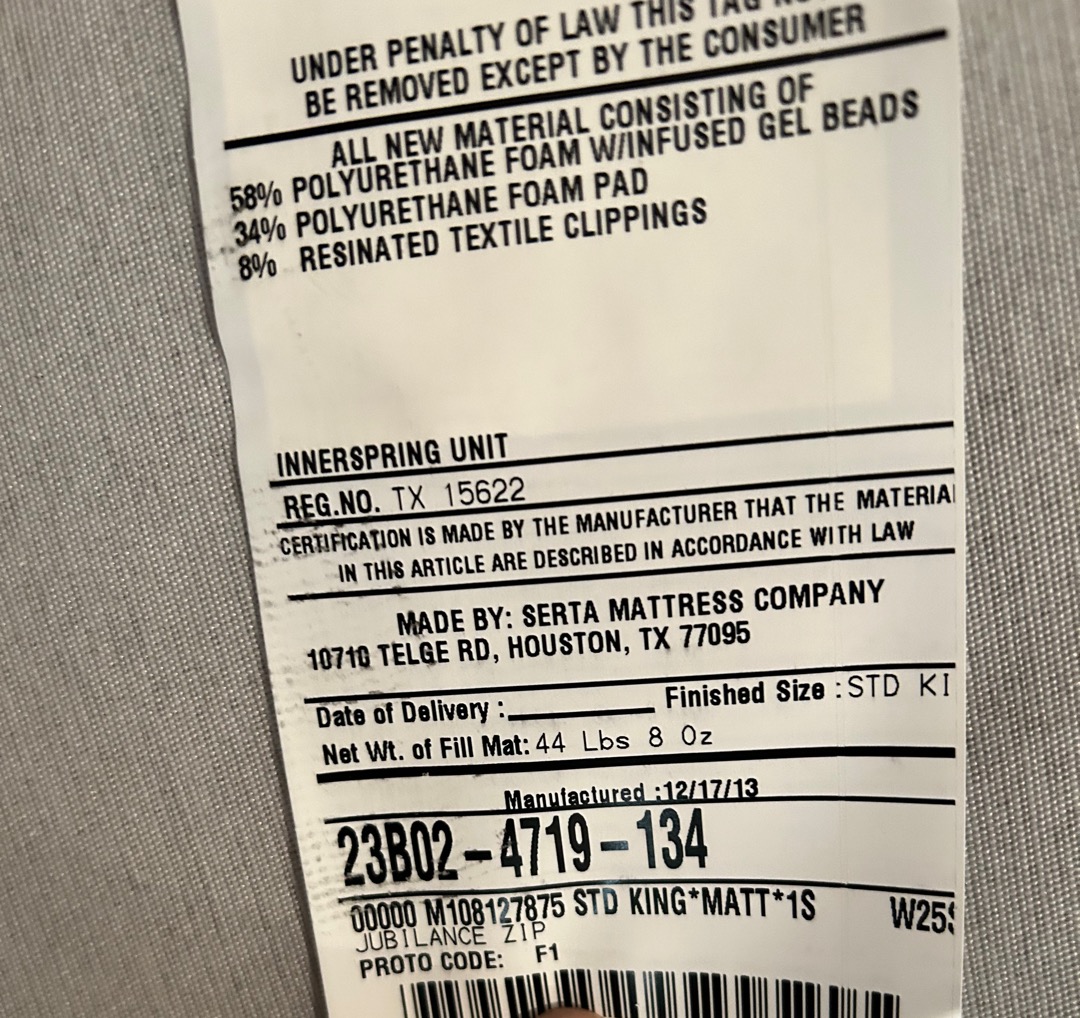 UNDER PENALTY OF LAW THIS TAG
BE REMOVED EXCEPT BY THE CONSUMER
ALL NEW MATERIAL CONSISTING OF
58% POLYURETHANE FOAM W/INFUSED GEL BEADS
34% POLYURETHANE FOAM PAD
8% RESINATED TEXTILE CLIPPINGS
INNERSPRING UNIT
REG.NO. TX 15622
CERTIFICATION IS MADE BY THE MANUFACTURER THAT THE MATERIA
IN THIS ARTICLE ARE DESCRIBED IN ACCORDANCE WITH LAW
MADE BY: SERTA MATTRESS COMPANY
10710 TELGE RD, HOUSTON, TX 77095
Date of Delivery :________ Finished Size :STD KI
Net Wt. of Fill Mat: 44 Lbs 8 Oz
Manufactured :12/17/13
23B02-4719-134
00000 M108127875 STD KING*MATT*1S W25
JUBILANCE ZIP
PROTO CODE: F1